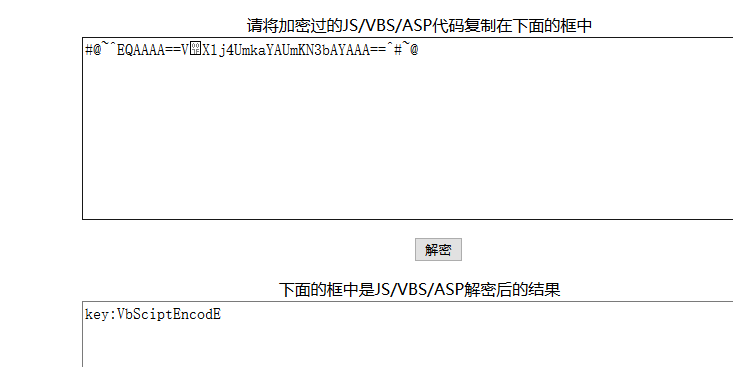 请将加密过的JS/VBS/ASP代码复制在下面的框中
#@~^EQAAAA==V\x7FX1j4UmkaYAUmKN3bAYAAA==^#~@
解密
下面的框中是JS/VBS/ASP解密后的结果
key:VbSciptEncodE